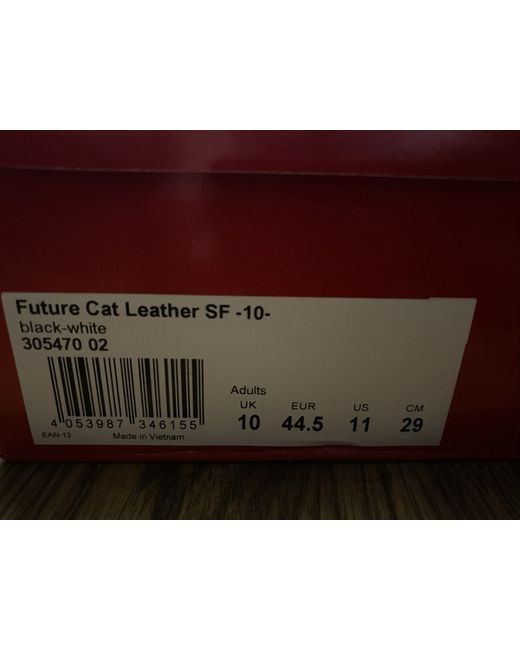 Future Cat Leather SF -10-
black-white
305470 02
4 053987 346155
EAN-13 Made in Vietnam
Adults
UK EUR US CM
10 44.5 11 29